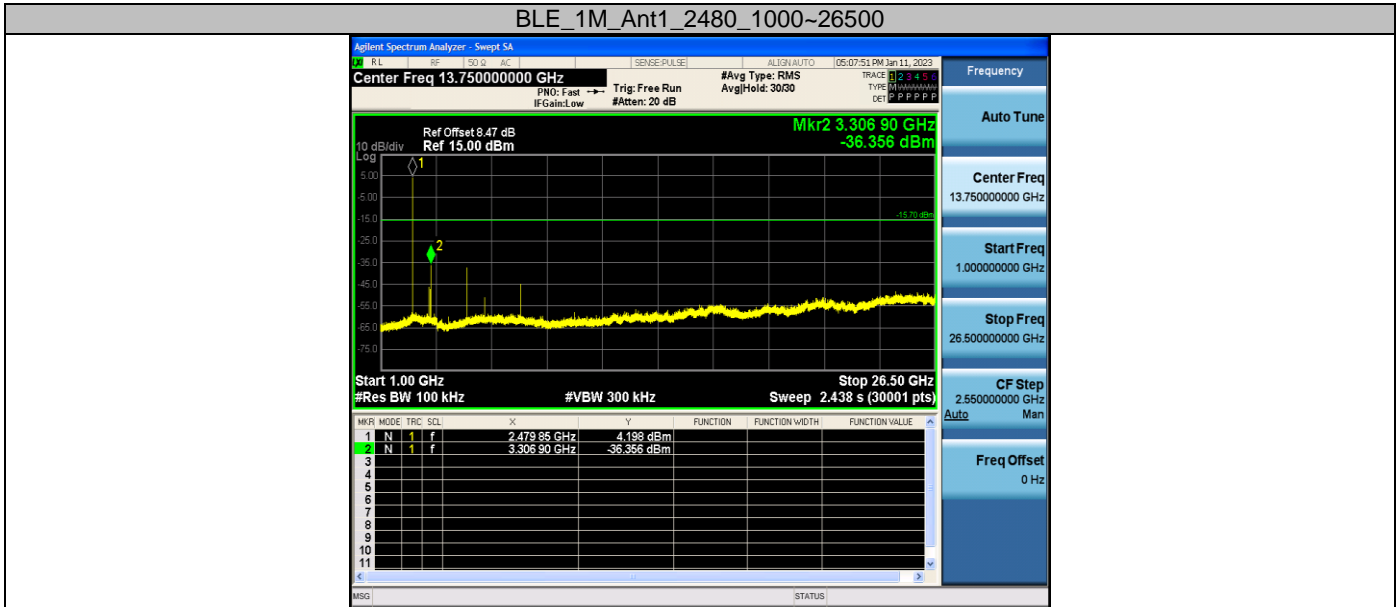 BLE_1M_Ant1_2480_1000~26500
Agilent Spectrum Analyzer - Swept SA
RL RF 50 Ω AC SENSE:PULSE ALIGN AUTO 05:07:51 PM Jan 11, 2023
Center Freq 13.750000000 GHz
PNO: Fast
IFGain:Low
Trig: Free Run
#Atten: 20 dB
#Avg Type: RMS
Avg|Hold: 30/30
TRACE 1 2 3 4 5 6
TYPE M
DET P P P P P P
Frequency
Auto Tune
Center Freq
13.750000000 GHz
Start Freq
1.000000000 GHz
Stop Freq
26.500000000 GHz
CF Step
2.550000000 GHz
Auto Man
Freq Offset
0 Hz
Mkr2 3.306 90 GHz
-36.356 dBm
Ref Offset 8.47 dB
10 dB/div Ref 15.00 dBm
Log
1
5.00
-5.00
-15.0
-15.70 dBm
-25.0
2
-35.0
-45.0
-55.0
-65.0
-75.0
Start 1.00 GHz Stop 26.50 GHz
#Res BW 100 kHz #VBW 300 kHz Sweep 2.438 s (30001 pts)
MKR MODE TRC SCL X Y FUNCTION FUNCTION WIDTH FUNCTION VALUE
1 N 1 f 2.479 85 GHz 4.198 dBm
2 N 1 f 3.306 90 GHz -36.356 dBm
3
4
5
6
7
8
9
10
11
MSG STATUS